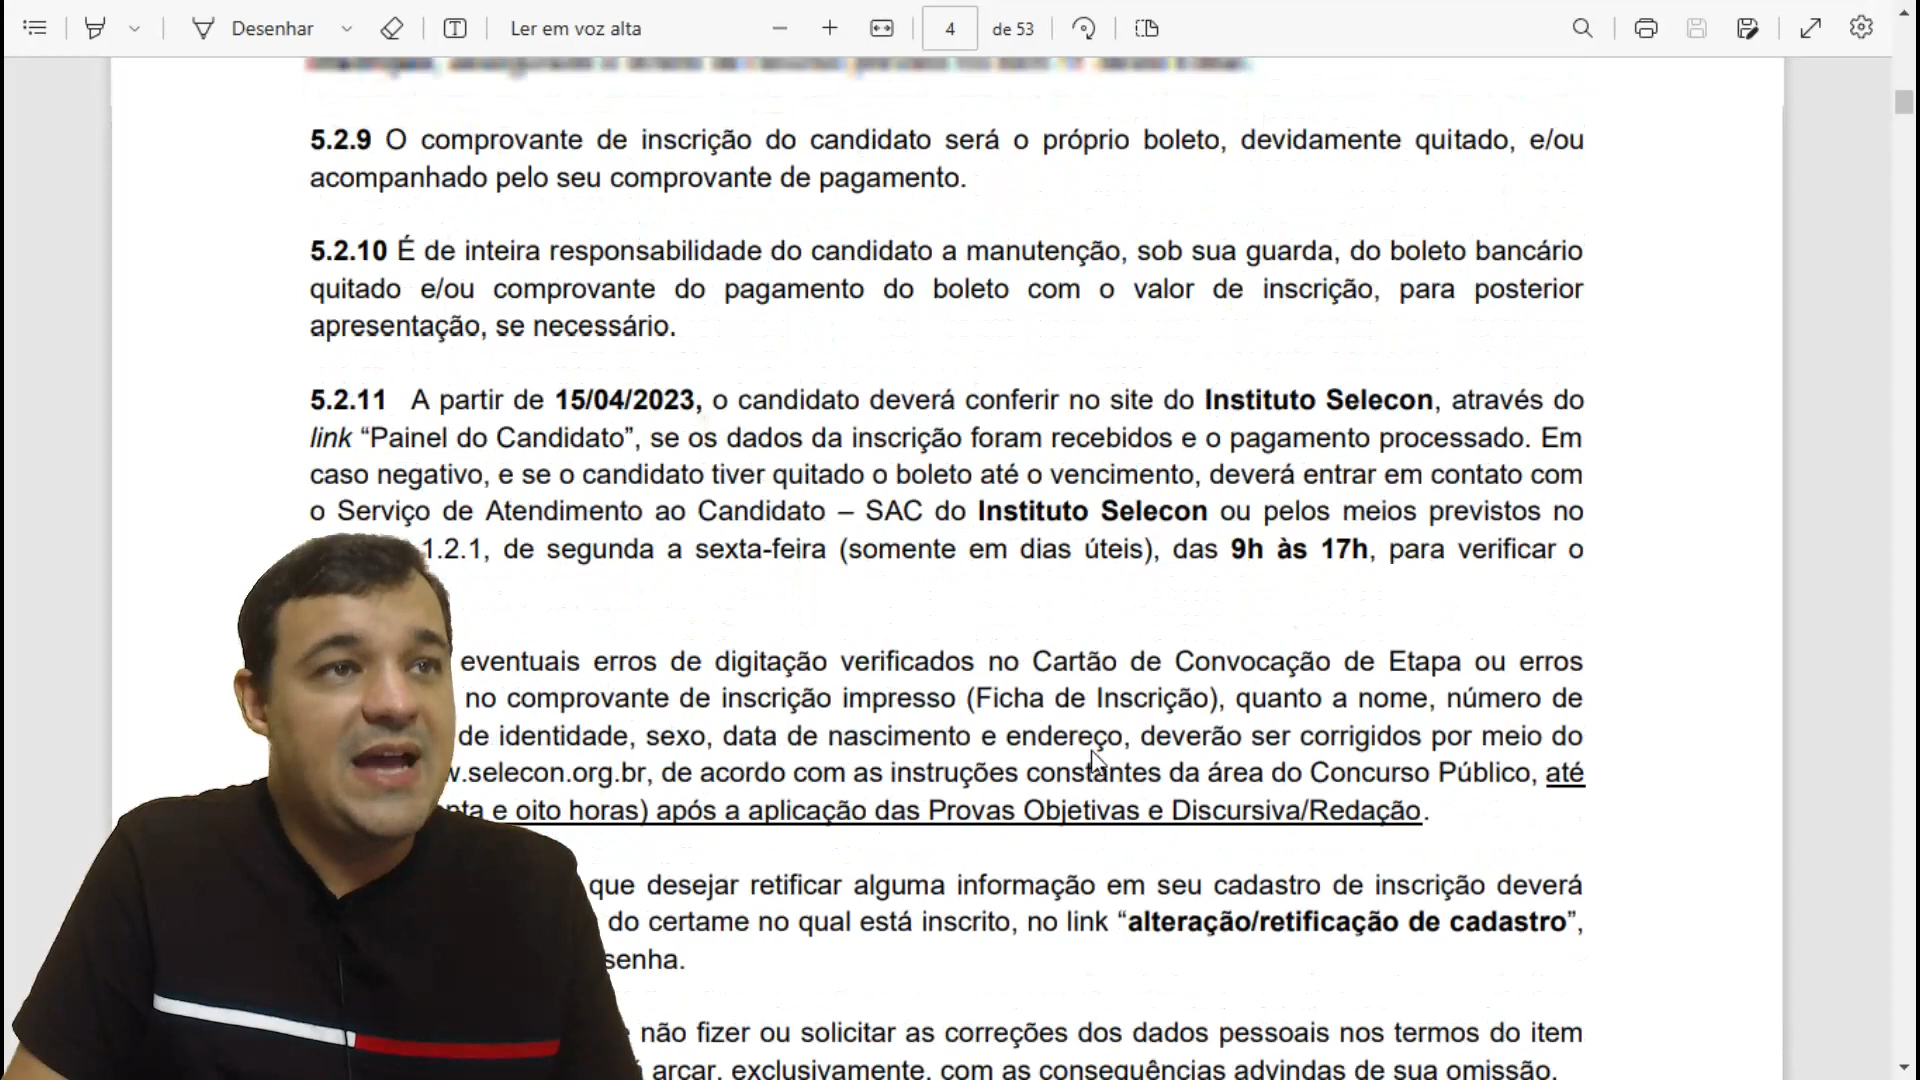 Desenhar
Ler em voz alta
4 de 53
5.2.9 O comprovante de inscrição do candidato será o próprio boleto, devidamente quitado, e/ou
acompanhado pelo seu comprovante de pagamento.
5.2.10 É de inteira responsabilidade do candidato a manutenção, sob sua guarda, do boleto bancário
quitado e/ou comprovante do pagamento do boleto com o valor de inscrição, para posterior
apresentação, se necessário.
5.2.11 A partir de 15/04/2023, o candidato deverá conferir no site do Instituto Selecon, através do
link “Painel do Candidato”, se os dados da inscrição foram recebidos e o pagamento processado. Em
caso negativo, e se o candidato tiver quitado o boleto até o vencimento, deverá entrar em contato com
o Serviço de Atendimento ao Candidato – SAC do Instituto Selecon ou pelos meios previstos no
1.2.1, de segunda a sexta-feira (somente em dias úteis), das 9h às 17h, para verificar o
eventuais erros de digitação verificados no Cartão de Convocação de Etapa ou erros
no comprovante de inscrição impresso (Ficha de Inscrição), quanto a nome, número de
de identidade, sexo, data de nascimento e endereço, deverão ser corrigidos por meio do
.selecon.org.br, de acordo com as instruções constantes da área do Concurso Público, até
e oito horas) após a aplicação das Provas Objetivas e Discursiva/Redação.
que desejar retificar alguma informação em seu cadastro de inscrição deverá
do certame no qual está inscrito, no link “alteração/retificação de cadastro”,
senha.
não fizer ou solicitar as correções dos dados pessoais nos termos do item
arcar, exclusivamente, com as consequências advindas de sua omissão.